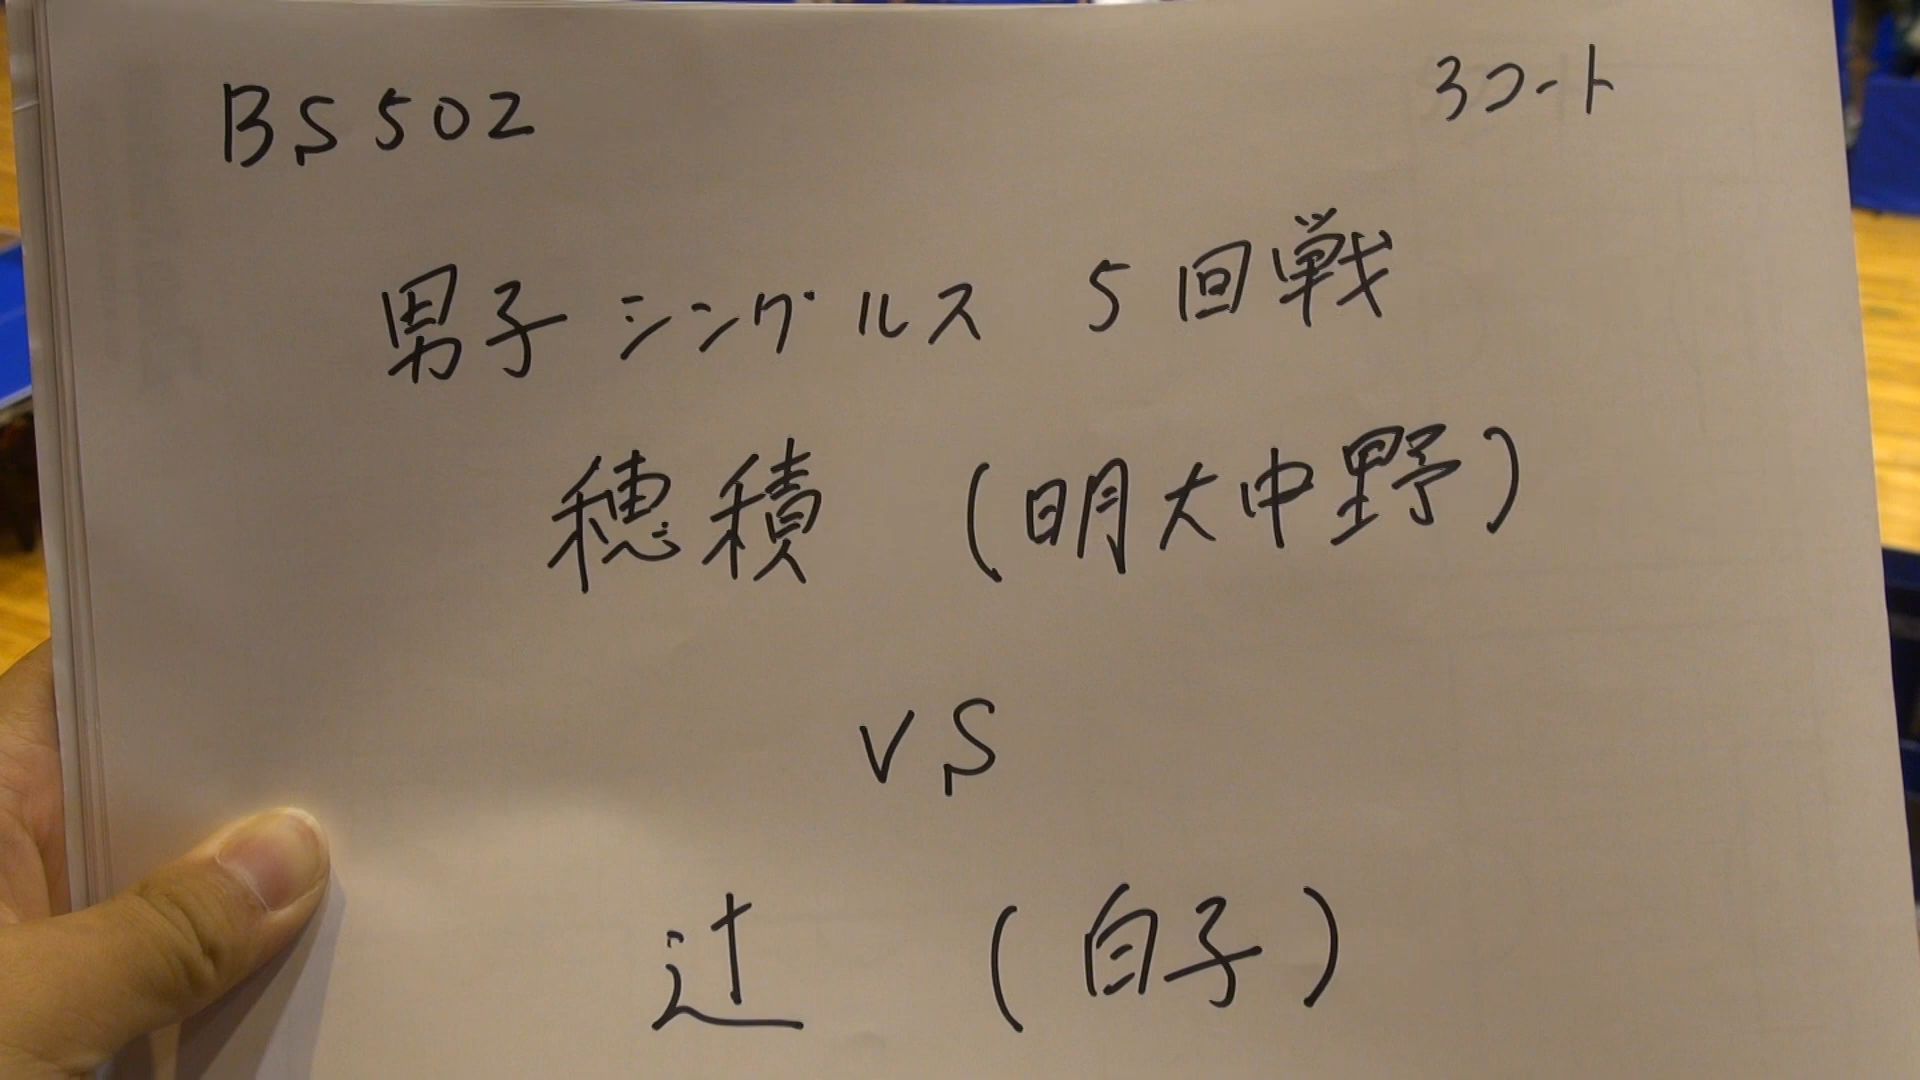 BS502
3コート
男子シングルス 5回戦
穂積 (明大中野)
VS
辻 (白子)